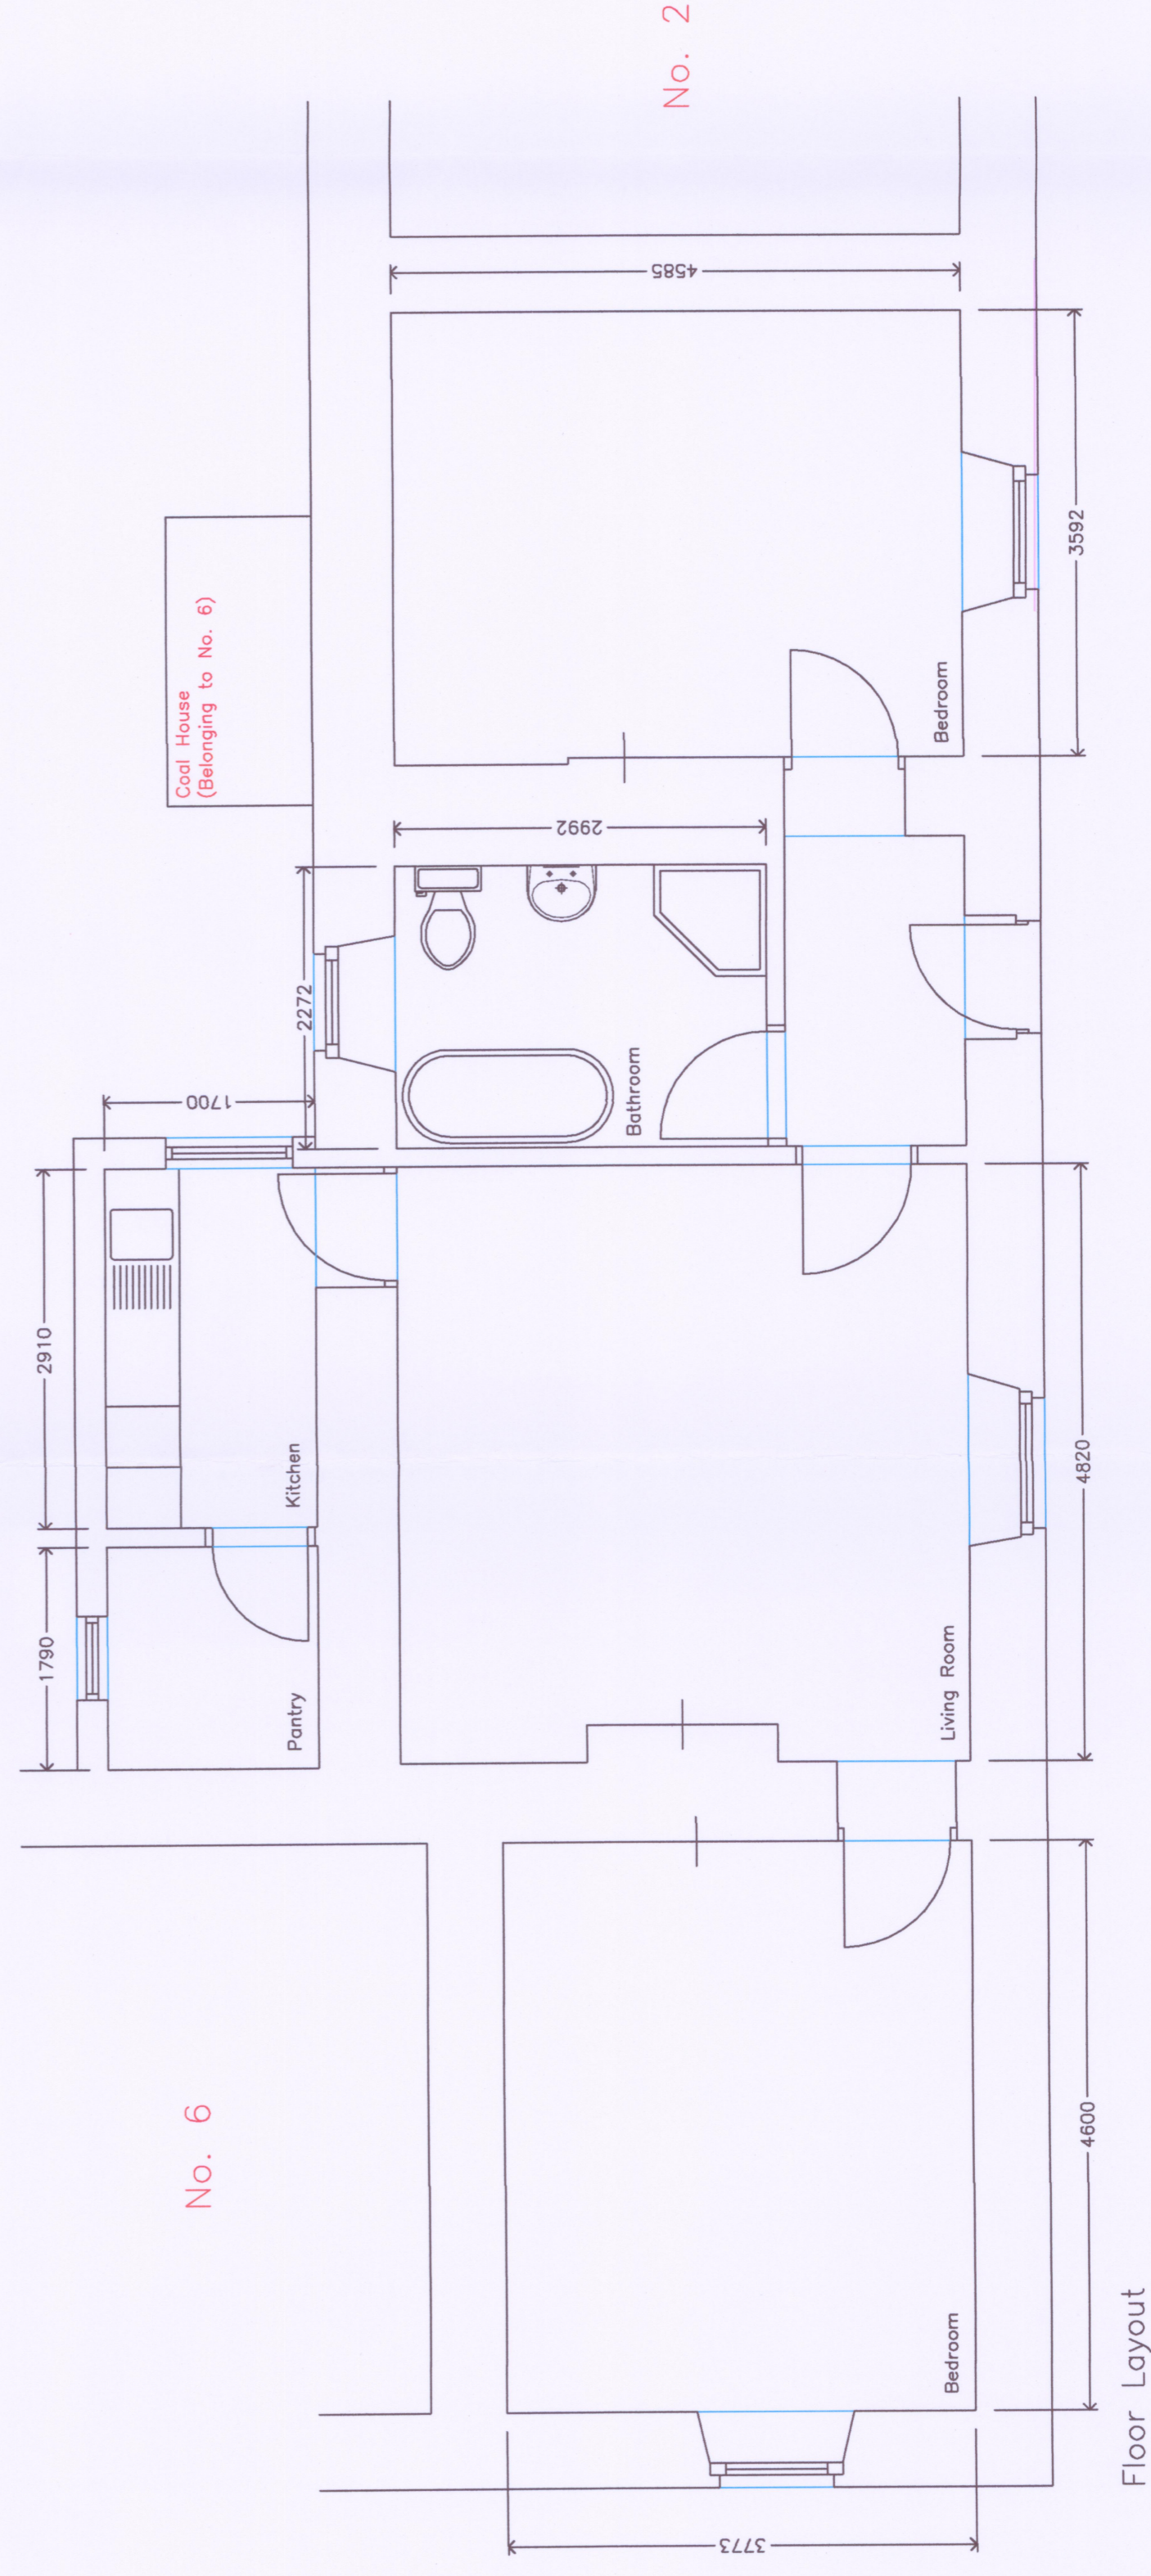 No. 6
No. 2
Coal House
(Belonging to No. 6)
1790
2910
1700
2272
2992
4585
Pantry
Kitchen
Bathroom
Bedroom
Living Room
Bedroom
3773
4600
4820
3592
Floor Layout